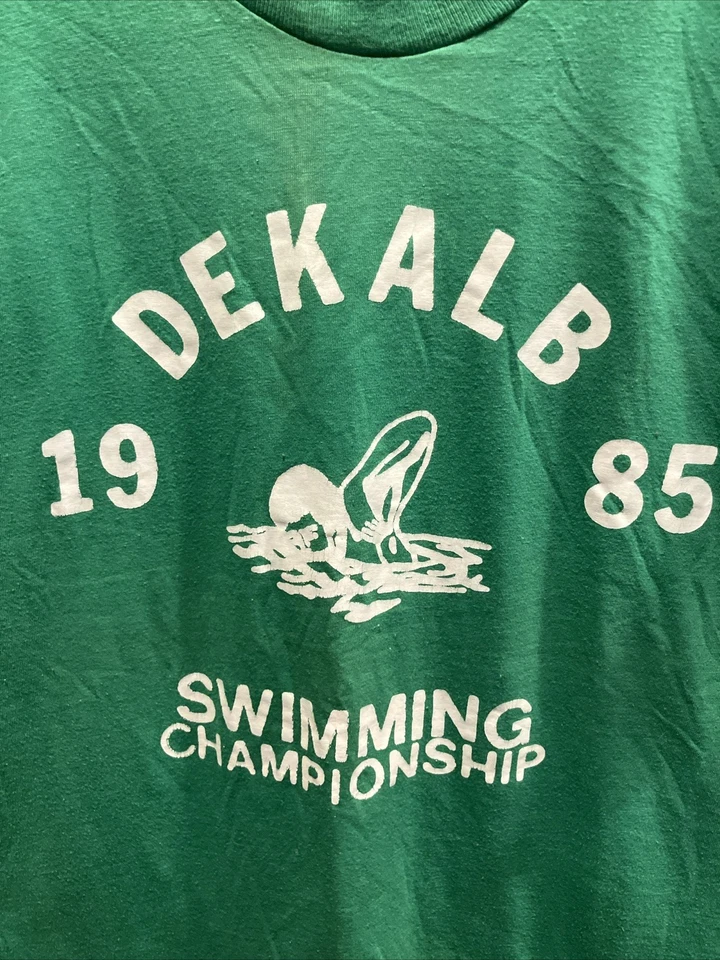 DEKALB
19 85
SWIMMING
CHAMPIONSHIP